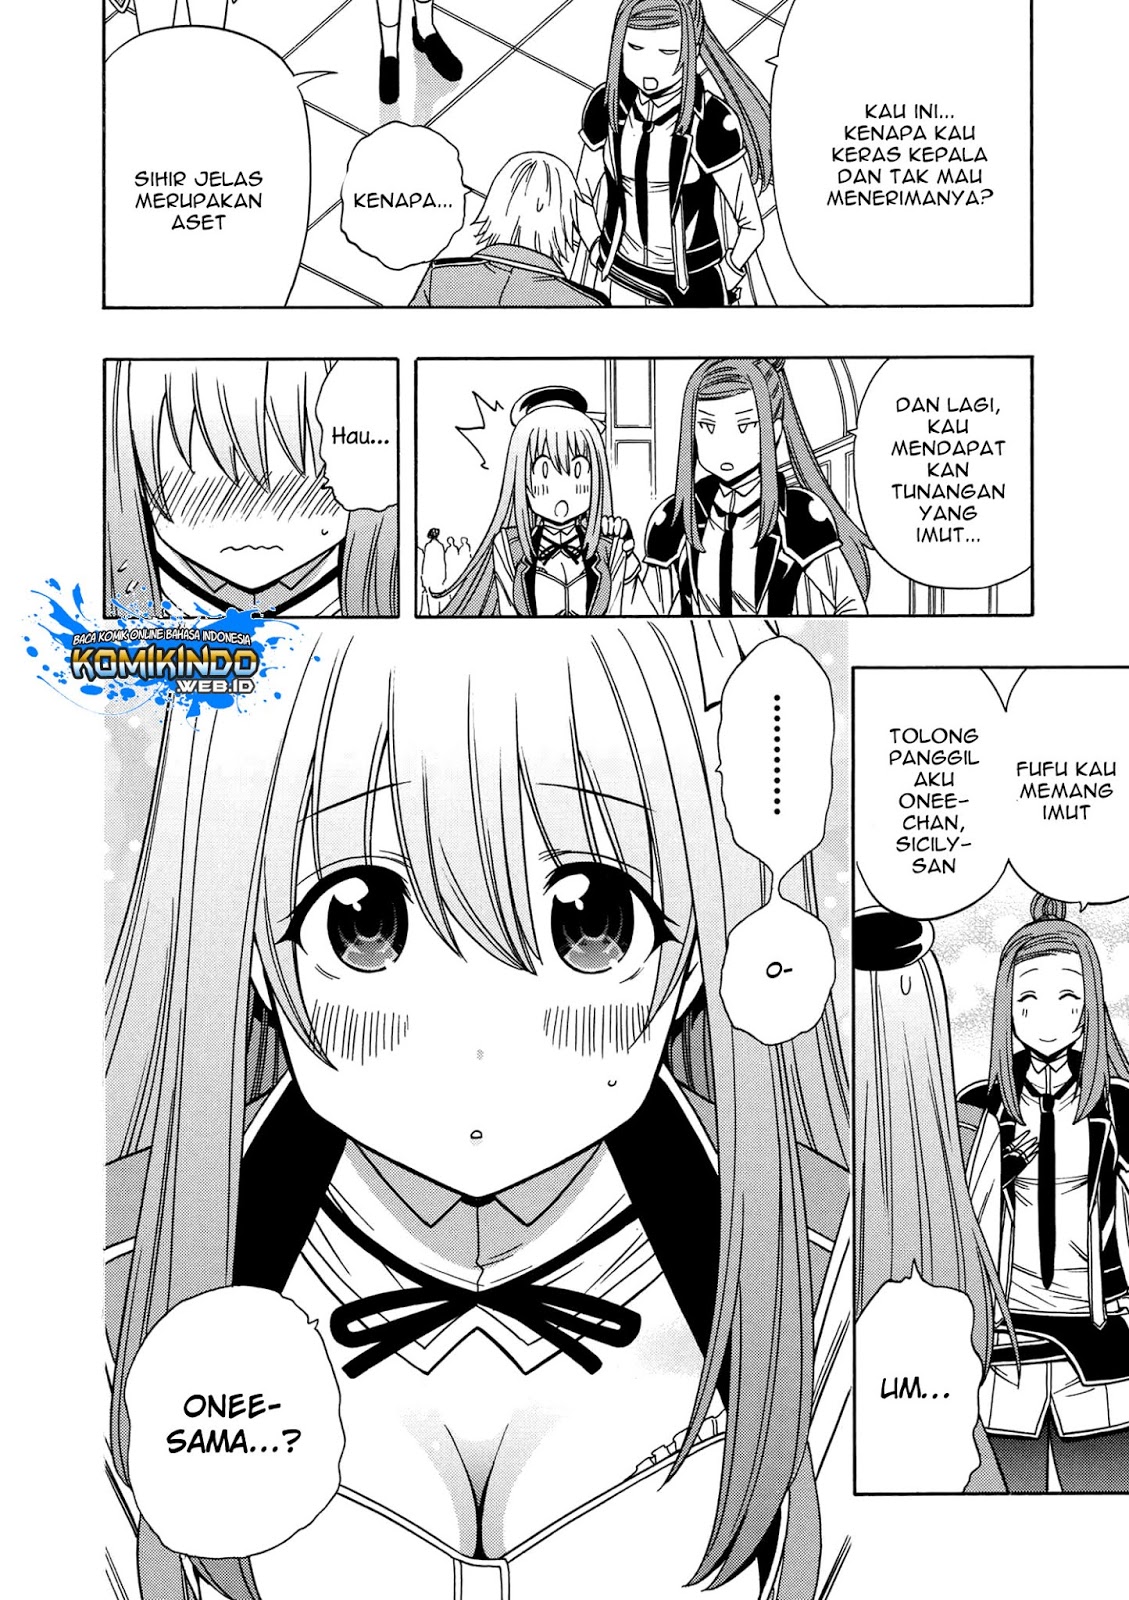 KAU INI...
KENAPA KAU
KERAS KEPALA
DAN TAK MAU
MENERIMANYA?
KENAPA...
SIHIR JELAS
MERUPAKAN
ASET
DAN LAGI,
KAU
MENDAPAT
KAN
TUNANGAN
YANG
IMUT...
HAU...
BACA KOMIK ONLINE BAHASA INDONESIA
KOMIKINDO
.WEB.ID
FUFU KAU
MEMANG
IMUT
TOLONG
PANGGIL
AKU
ONEE-
CHAN,
SICILY-
SAN
UM...
..........
O-
ONEE-
SAMA...?